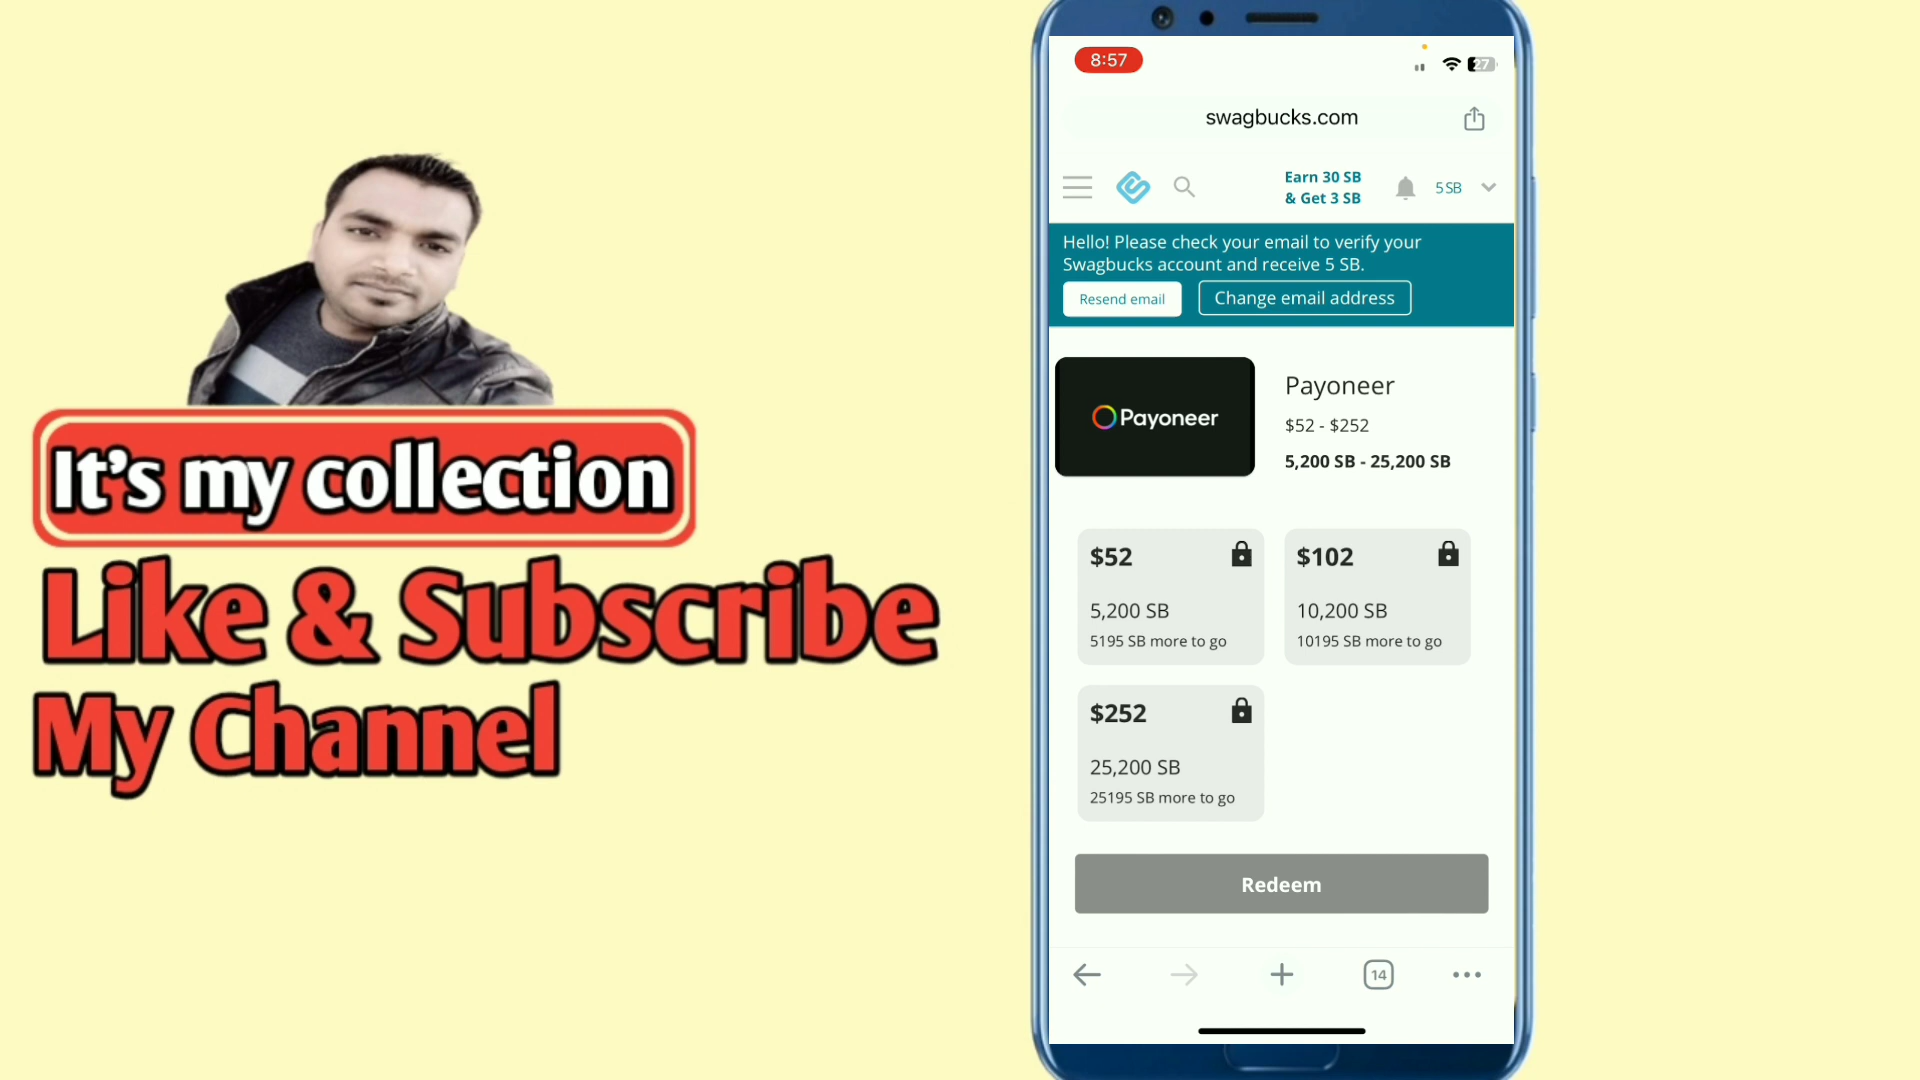 It's my collection
Like & Subscribe
My Channel
8:57
27
swagbucks.com
Earn 30 SB
& Get 3 SB
5 SB
Hello! Please check your email to verify your
Swagbucks account and receive 5 SB.
Resend email
Change email address
Payoneer
Payoneer
$52 - $252
5,200 SB - 25,200 SB
$52
5,200 SB
5195 SB more to go
$102
10,200 SB
10195 SB more to go
$252
25,200 SB
25195 SB more to go
Redeem
14